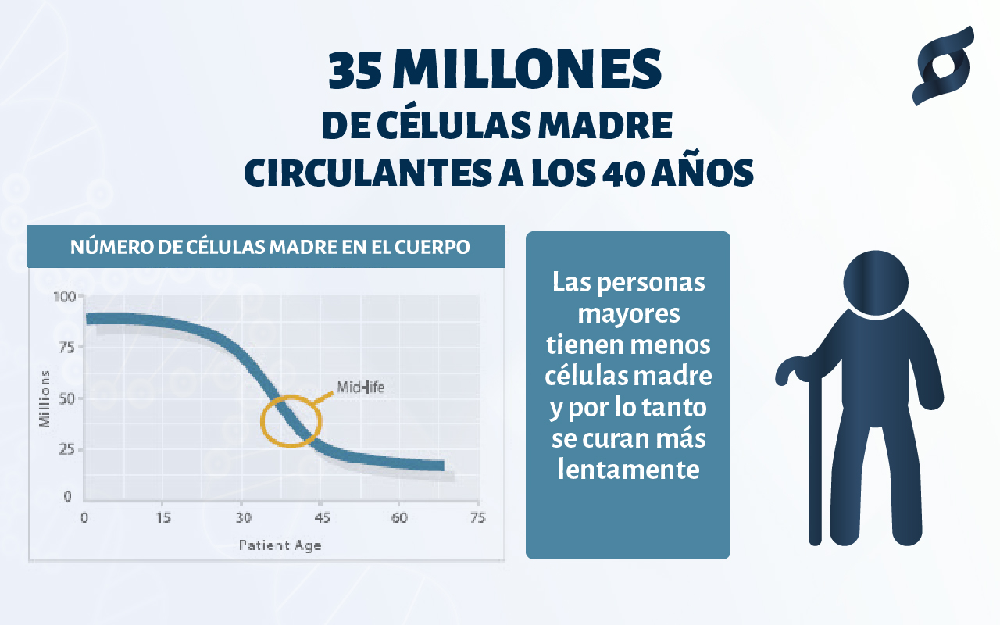 35 MILLONES
DE CÉLULAS MADRE
CIRCULANTES A LOS 40 AÑOS
NÚMERO DE CÉLULAS MADRE EN EL CUERPO
100
75
50
25
0
Millions
Mid-life
0 15 30 45 60 75
Patient Age
Las personas
mayores
tienen menos
células madre
y por lo tanto
se curan más
lentamente